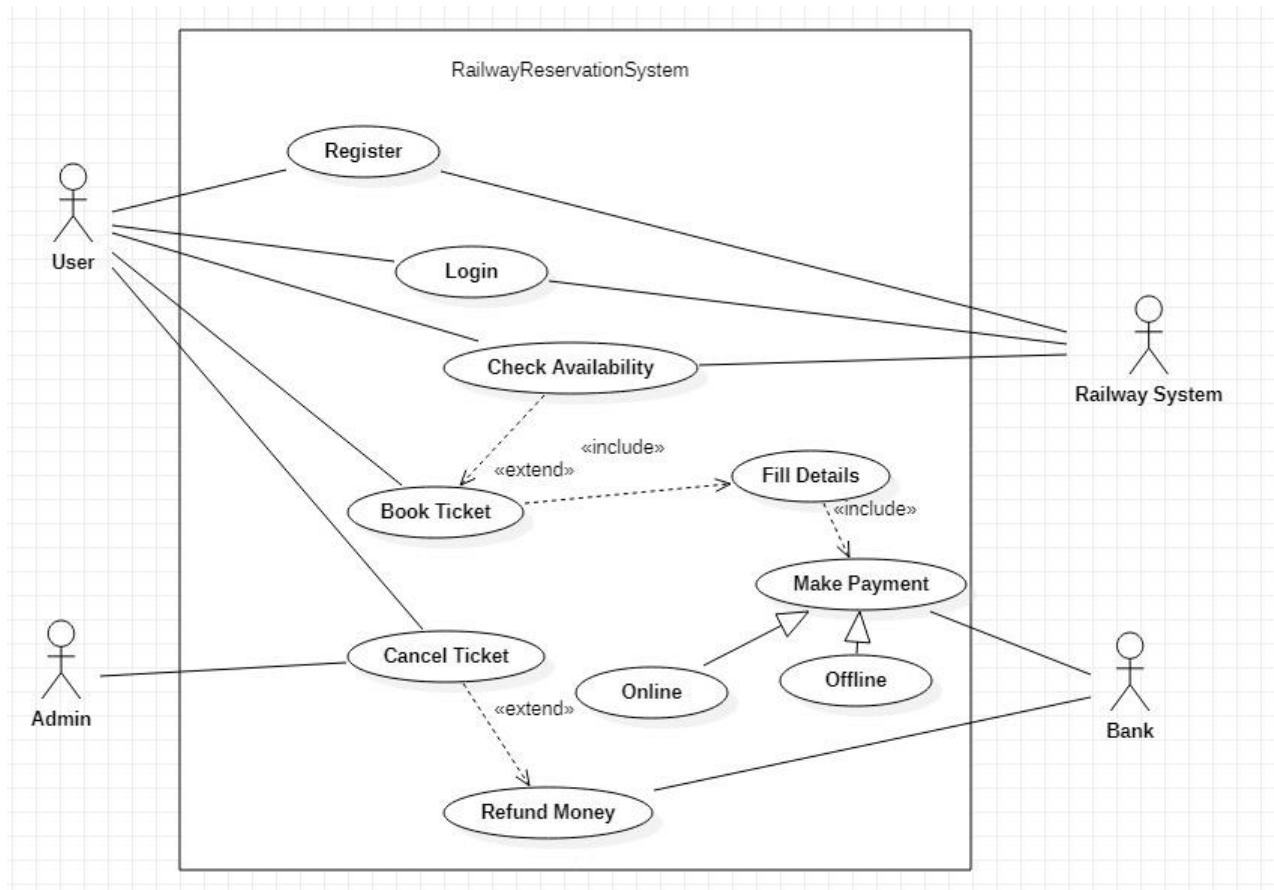 RailwayReservationSystem
Register
User
Login
Check Availability
Railway System
«include»
«extend»
Fill Details
Book Ticket
«include»
Make Payment
Cancel Ticket
Online
Offline
Admin
«extend»
Bank
Refund Money